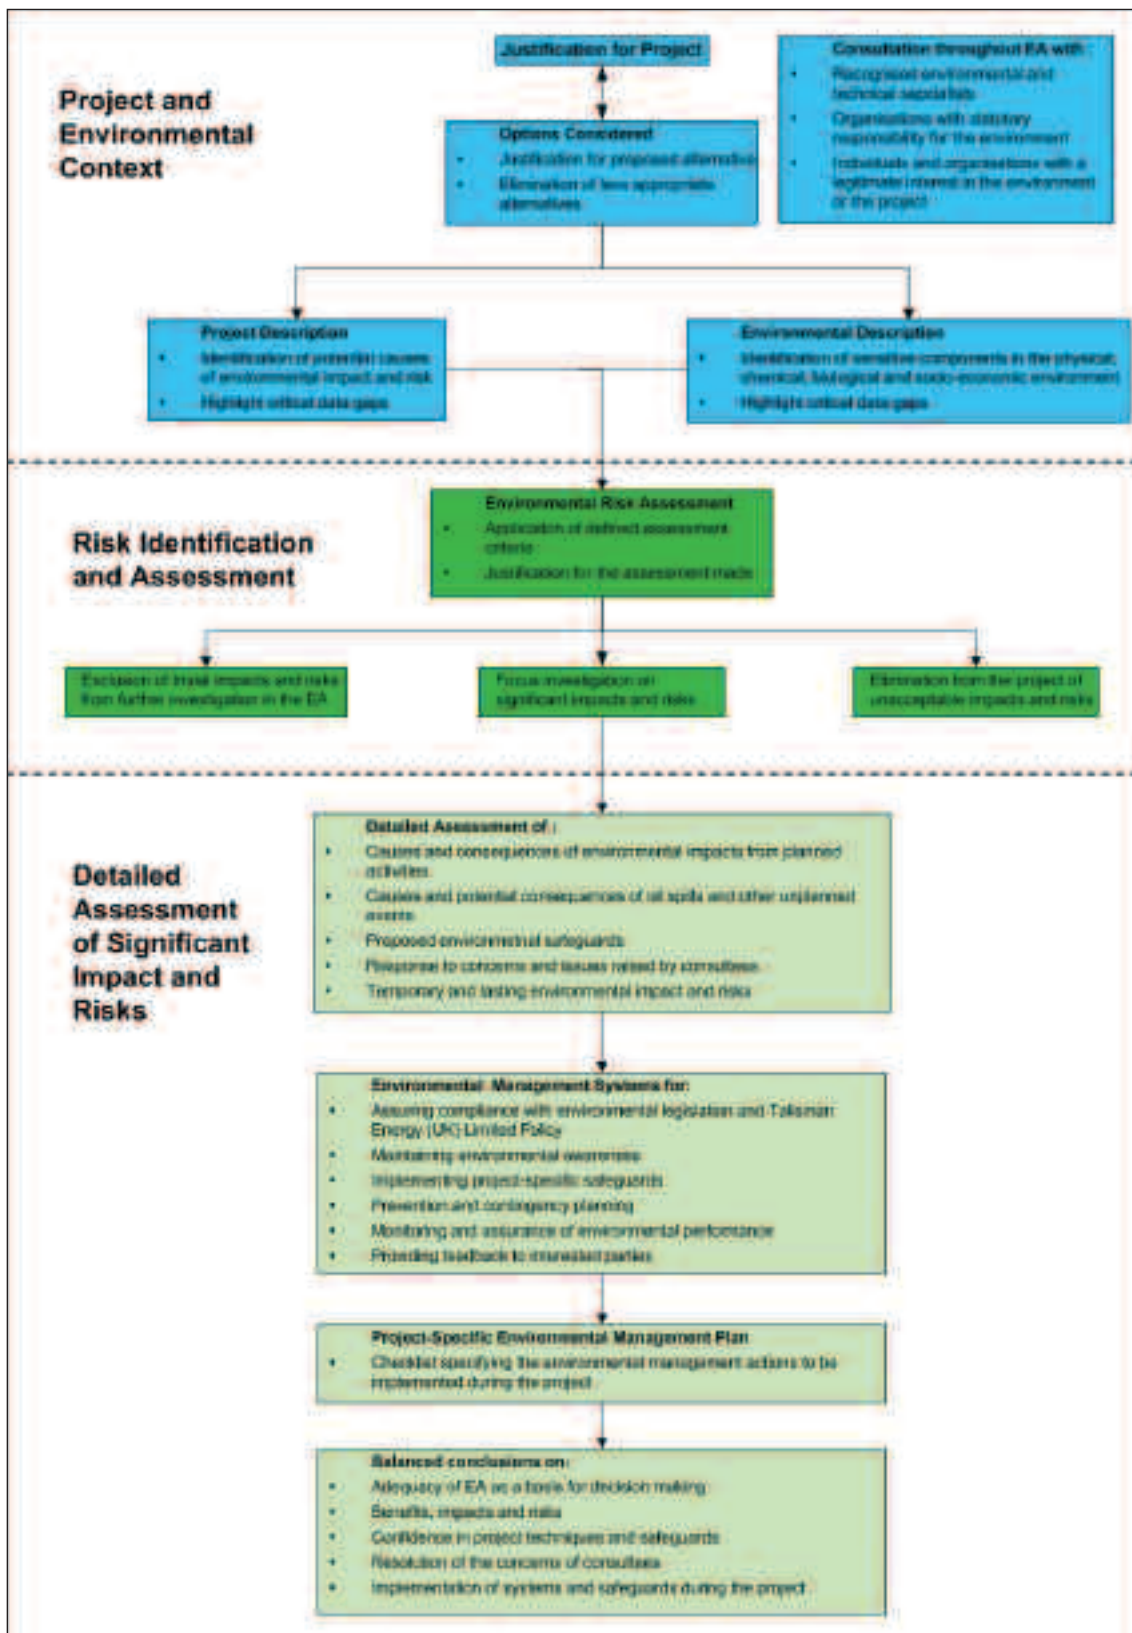 Project and
Environmental
Context
Justification for Project
Consultation throughout EA with :
• Recognised environmental and
technical
• Organisations with statutory
responsibility for the environment
• Individuals and organisations with a
legitimate interest in the environment
or the project
Options Considered
• Justification for proposed alternative
• Elimination of less appropriate
alternatives
Project Description
• Identification of potential causes
of environmental impact and risk
• Highlight critical data gaps
Environmental Description
• Identification of sensitive components in the physical,
chemical, biological and socio-economic environment
• Highlight critical data gaps
Risk Identification
and Assessment
Environmental Risk Assessment
• Application of defined assessment
criteria
• Justification for the assessment made
Exclusion of trivial impacts and risks
from further investigation in the EA
Focus investigation on
significant impacts and risks
Elimination from the project of
unacceptable impacts and risks
Detailed
Assessment
of Significant
Impact and
Risks
Detailed Assessment of :
• Causes and consequences of environmental impacts from planned
activities
• Causes and potential consequences of oil spills and other unplanned
events
• Proposed environmental safeguards
• Response to concerns and issues raised by consultees
• Temporary and lasting environmental impact and risks
Environmental Management Systems for:
• Assuring compliance with environmental legislation and Talisman
Energy (UK) Limited Policy
• Maintaining environmental awareness
• Implementing project-specific safeguards
• Prevention and contingency planning
• Monitoring and assurance of environmental performance
• Providing feedback to interested parties
Project-Specific Environmental Management Plan
• Checklist specifying the environmental management actions to be
implemented during the project
Balanced conclusions on:
• Adequacy of EA as a basis for decision making
• Benefits, impacts and risks
• Confidence in project techniques and safeguards
• Resolution of the concerns of consultees
• Implementation of systems and safeguards during the project